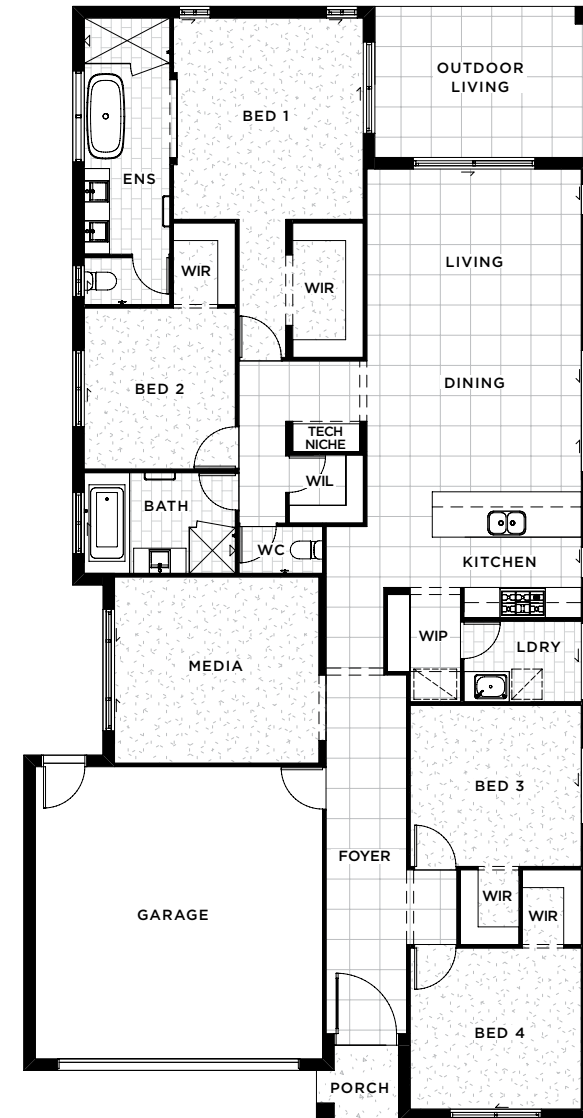 OUTDOOR
LIVING
BED 1
ENS
WIR
WIR
LIVING
BED 2
DINING
TECH
NICHE
WIL
BATH
WC
KITCHEN
WIP
LDRY
MEDIA
BED 3
FOYER
WIR
WIR
GARAGE
BED 4
PORCH